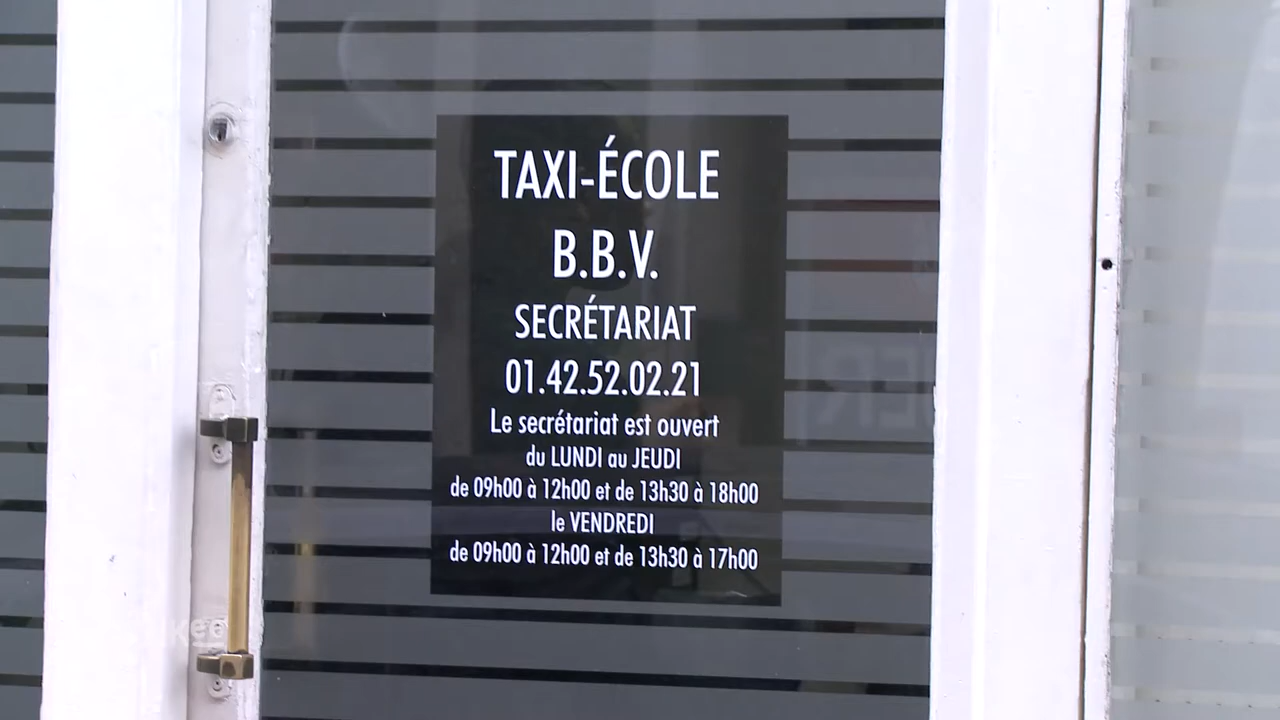 TAXI-ÉCOLE
B.B.V.
SECRÉTARIAT
01.42.52.02.21
Le secrétariat est ouvert
du LUNDI au JEUDI
de 09h00 à 12h00 et de 13h30 à 18h00
le VENDREDI
de 09h00 à 12h00 et de 13h30 à 17h00